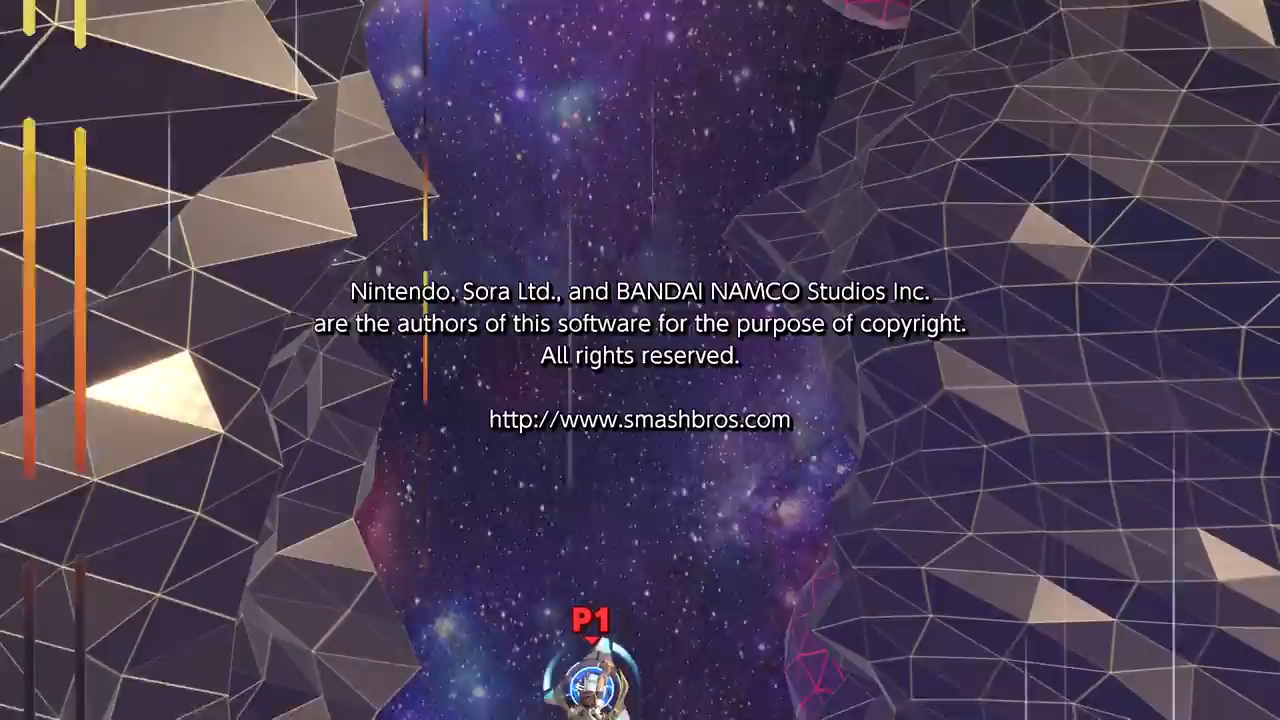 Nintendo, Sora Ltd., and BANDAI NAMCO Studios Inc.
are the authors of this software for the purpose of copyright.
All rights reserved.
http://www.smashbros.com
P1